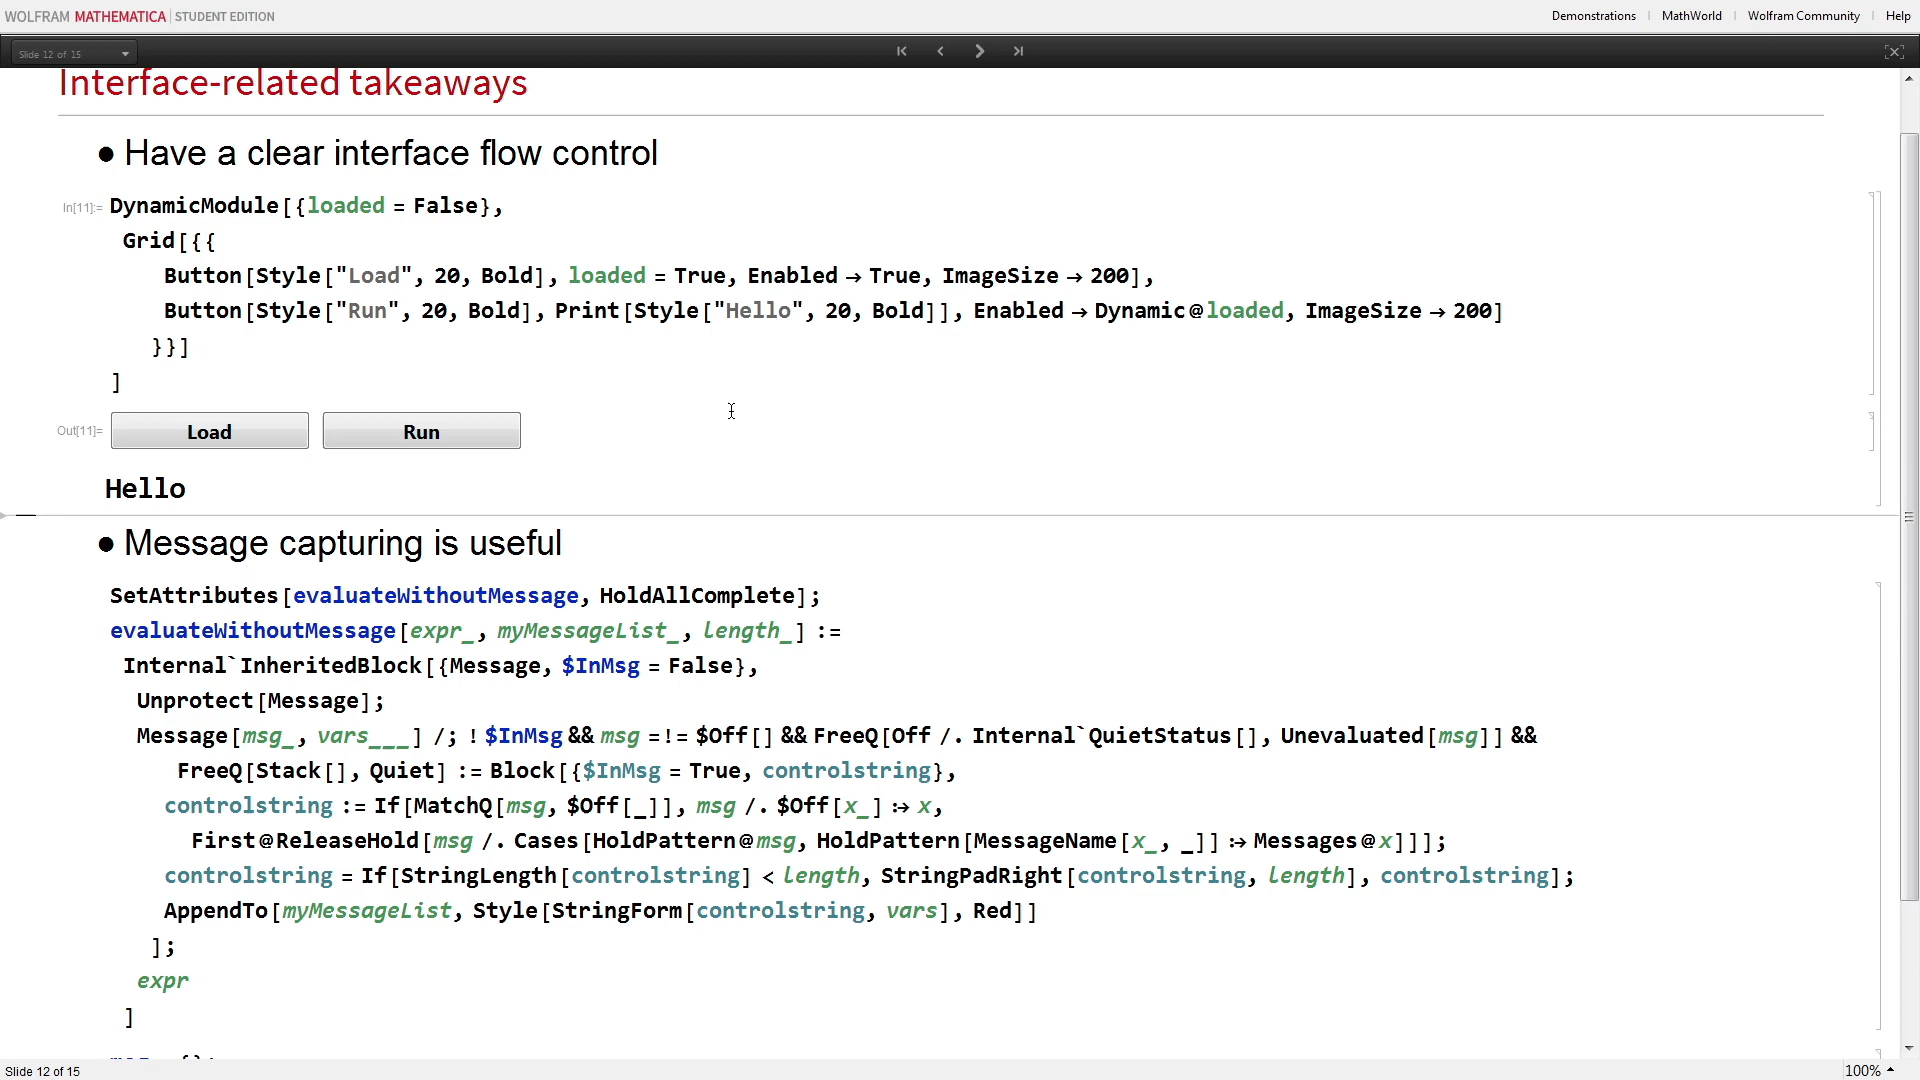 WOLFRAM MATHEMATICA | STUDENT EDITION
Demonstrations | MathWorld | Wolfram Community | Help
Slide 12 of 15
Interface-related takeaways
● Have a clear interface flow control
In[11]:= DynamicModule[{loaded = False},
Grid[{{
Button[Style["Load", 20, Bold], loaded = True, Enabled → True, ImageSize → 200],
Button[Style["Run", 20, Bold], Print[Style["Hello", 20, Bold]], Enabled → Dynamic@loaded, ImageSize → 200]
}}]
]
Out[11]= Load Run
Hello
● Message capturing is useful
SetAttributes[evaluateWithoutMessage, HoldAllComplete];
evaluateWithoutMessage[expr_, myMessageList_, length_] :=
Internal`InheritedBlock[{Message, $InMsg = False},
Unprotect[Message];
Message[msg_, vars___] /; ! $InMsg && msg =!= $Off[] && FreeQ[Off /. Internal`QuietStatus[], Unevaluated[msg]] &&
FreeQ[Stack[], Quiet] := Block[{$InMsg = True, controlstring},
controlstring := If[MatchQ[msg, $Off[_]], msg /. $Off[x_] :> x,
First@ReleaseHold[msg /. Cases[HoldPattern@msg, HoldPattern[MessageName[x_, _]] :> Messages@x]]];
controlstring = If[StringLength[controlstring] < length, StringPadRight[controlstring, length], controlstring];
AppendTo[myMessageList, Style[StringForm[controlstring, vars], Red]]
];
expr
]
Slide 12 of 15
100%